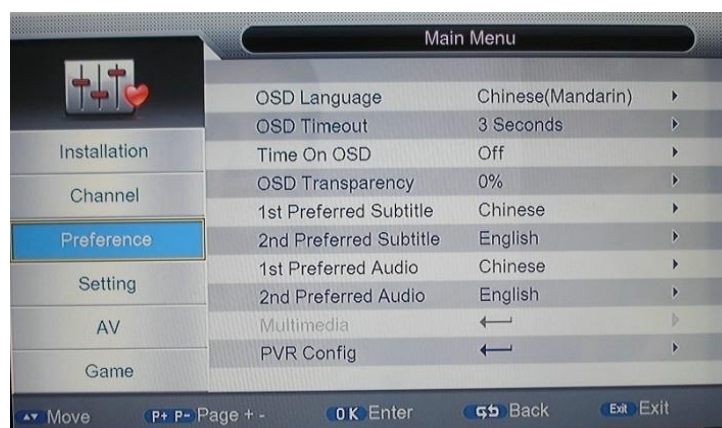 Main Menu
OSD Language Chinese(Mandarin)
OSD Timeout 3 Seconds
Time On OSD Off
OSD Transparency 0%
1st Preferred Subtitle Chinese
2nd Preferred Subtitle English
1st Preferred Audio Chinese
2nd Preferred Audio English
Multimedia
PVR Config
Installation
Channel
Preference
Setting
AV
Game
Move P+ P- Page + - OK Enter Back Exit Exit